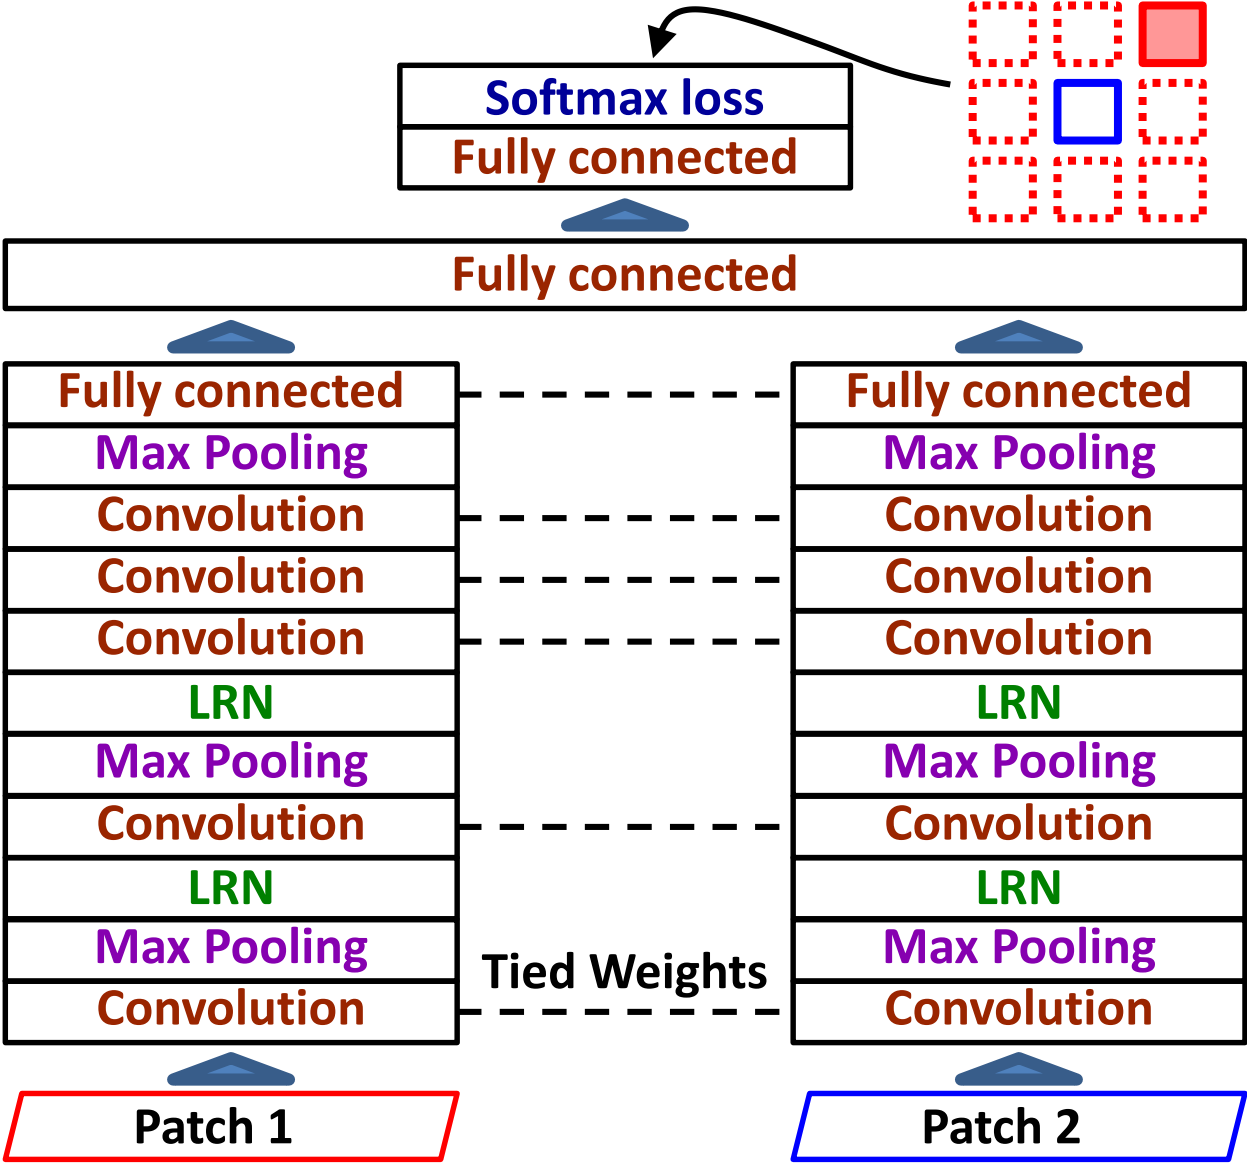 Softmax loss
Fully connected
Fully connected
Fully connected
Max Pooling
Convolution
Convolution
Convolution
LRN
Max Pooling
Convolution
LRN
Max Pooling
Convolution
Patch 1
Tied Weights
Fully connected
Max Pooling
Convolution
Convolution
Convolution
LRN
Max Pooling
Convolution
LRN
Max Pooling
Convolution
Patch 2